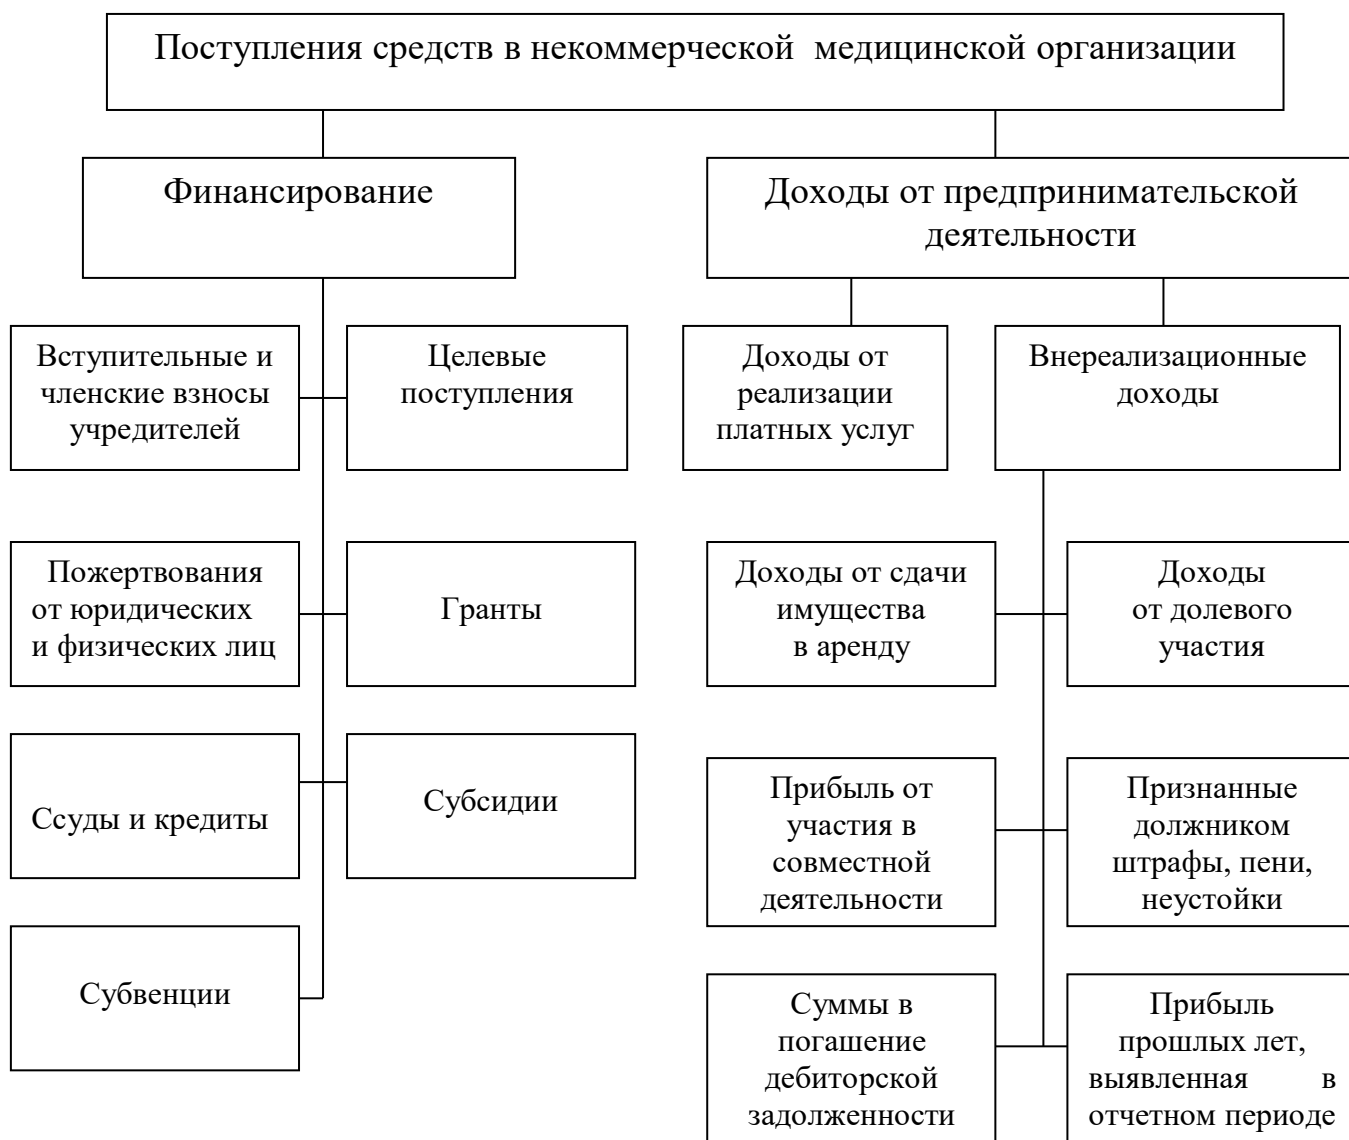 Поступления средств в некоммерческой  медицинской организации
Финансирование
Доходы от предпринимательской
деятельности
Вступительные и
членские взносы
учредителей
Целевые
поступления
Доходы от
реализации
платных услуг
Внереализационные
доходы
Пожертвования
от юридических
и физических лиц
Гранты
Доходы от сдачи
имущества
в аренду
Доходы
от долевого
участия
Ссуды и кредиты
Субсидии
Прибыль от
участия в
совместной
деятельности
Признанные
должником
штрафы, пени,
неустойки
Субвенции
Суммы в
погашение
дебиторской
задолженности
Прибыль
прошлых лет,
выявленная в
отчетном периоде